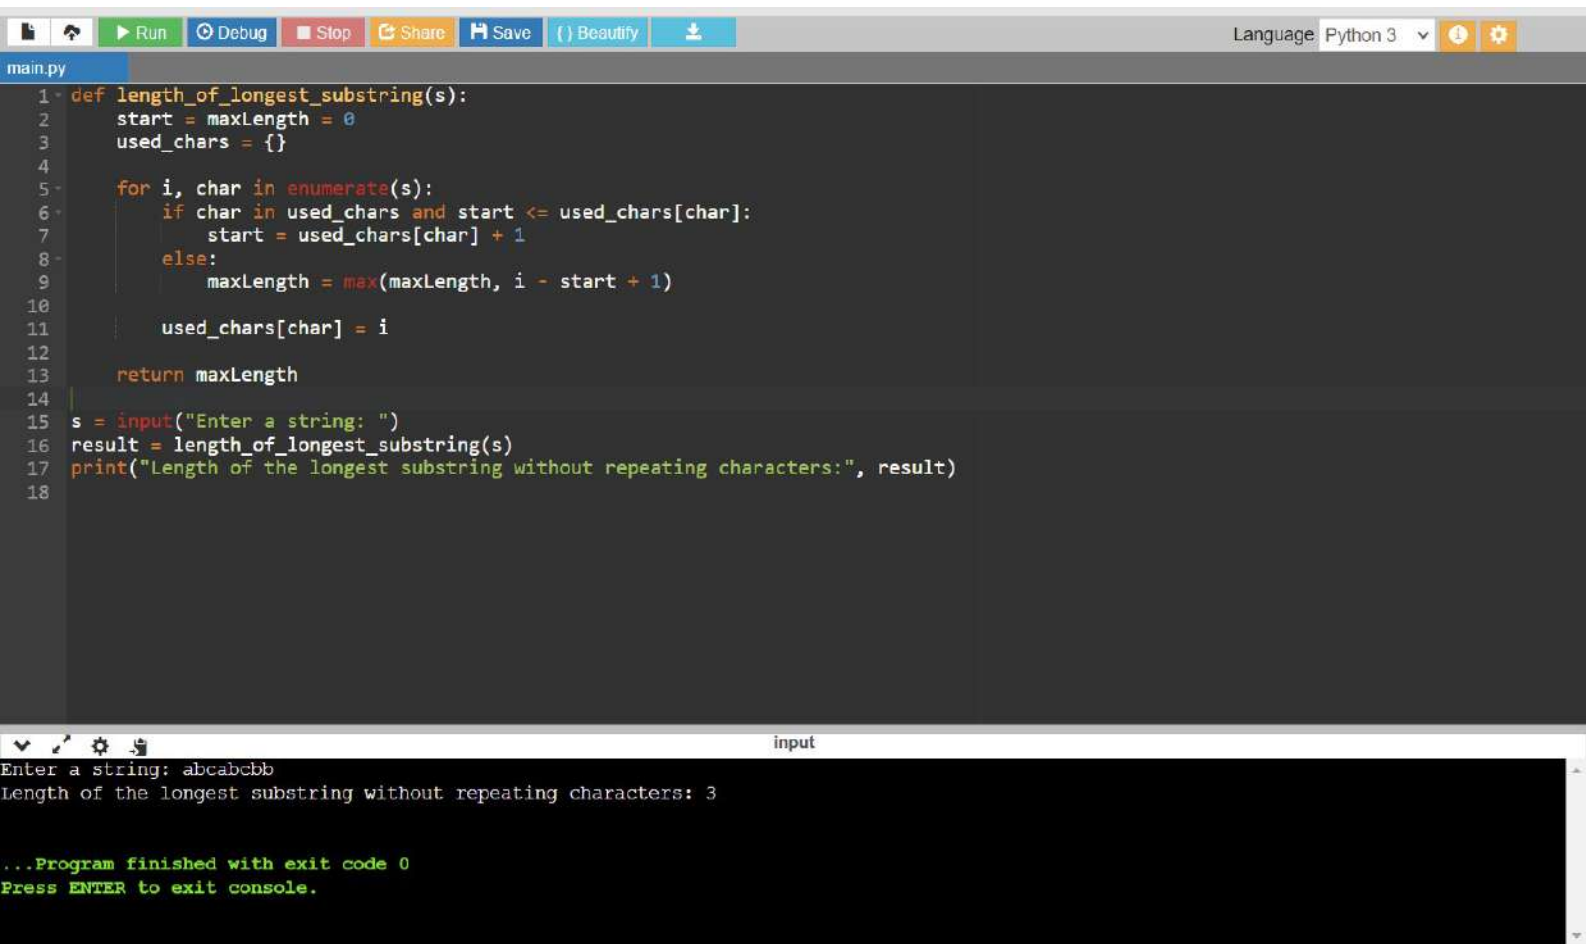 Run Debug Stop Share Save {} Beautify Language Python 3
main.py
1 def length_of_longest_substring(s):
2     start = maxLength = 0
3     used_chars = {}
4
5     for i, char in enumerate(s):
6         if char in used_chars and start <= used_chars[char]:
7             start = used_chars[char] + 1
8         else:
9             maxLength = max(maxLength, i - start + 1)
10
11         used_chars[char] = i
12
13     return maxLength
14
15 s = input("Enter a string: ")
16 result = length_of_longest_substring(s)
17 print("Length of the longest substring without repeating characters:", result)
18
input
Enter a string: abcabcbb
Length of the longest substring without repeating characters: 3
...Program finished with exit code 0
Press ENTER to exit console.